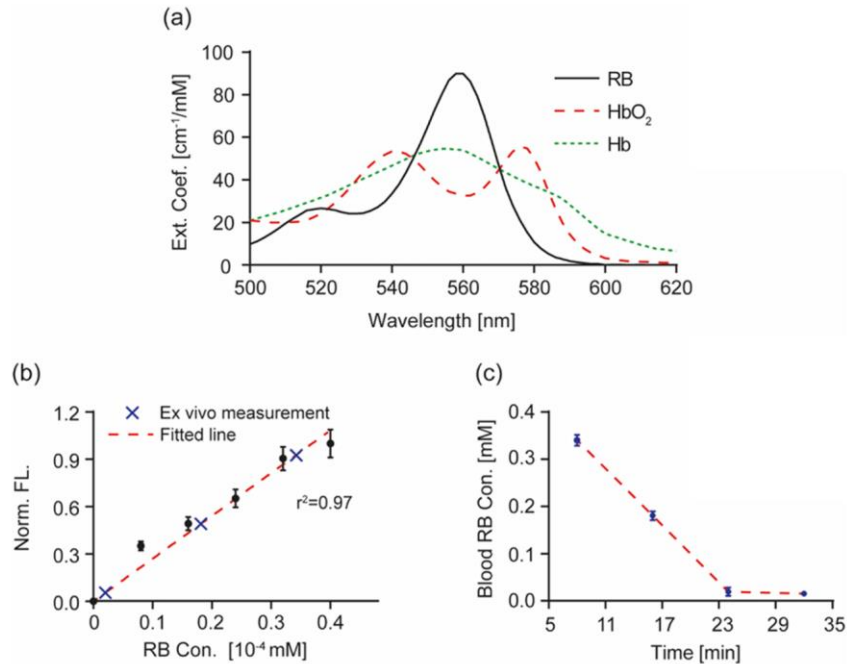 (a)
100
80
60
40
20
0
Ext. Coef. [cm⁻¹/mM]
500 520 540 560 580 600 620
Wavelength [nm]
RB
HbO₂
Hb
(b)
Ex vivo measurement
Fitted line
1.2
0.9
0.6
0.3
0.0
Norm. FL.
r²=0.97
0 0.1 0.2 0.3 0.4
RB Con. [10⁻⁴ mM]
(c)
0.4
0.3
0.2
0.1
0.0
Blood RB Con. [mM]
5 11 17 23 29 35
Time [min]